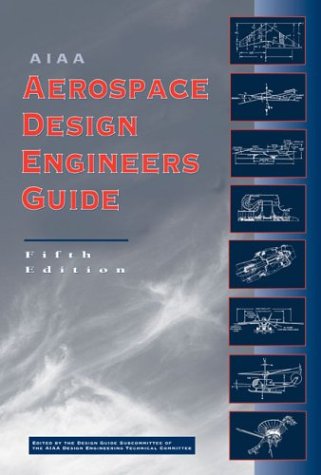 AIAA
AEROSPACE
DESIGN
ENGINEERS
GUIDE
Fifth
Edition
EDITED BY THE DESIGN GUIDE SUBCOMMITTEE OF
THE AIAA DESIGN ENGINEERING TECHNICAL COMMITTEE